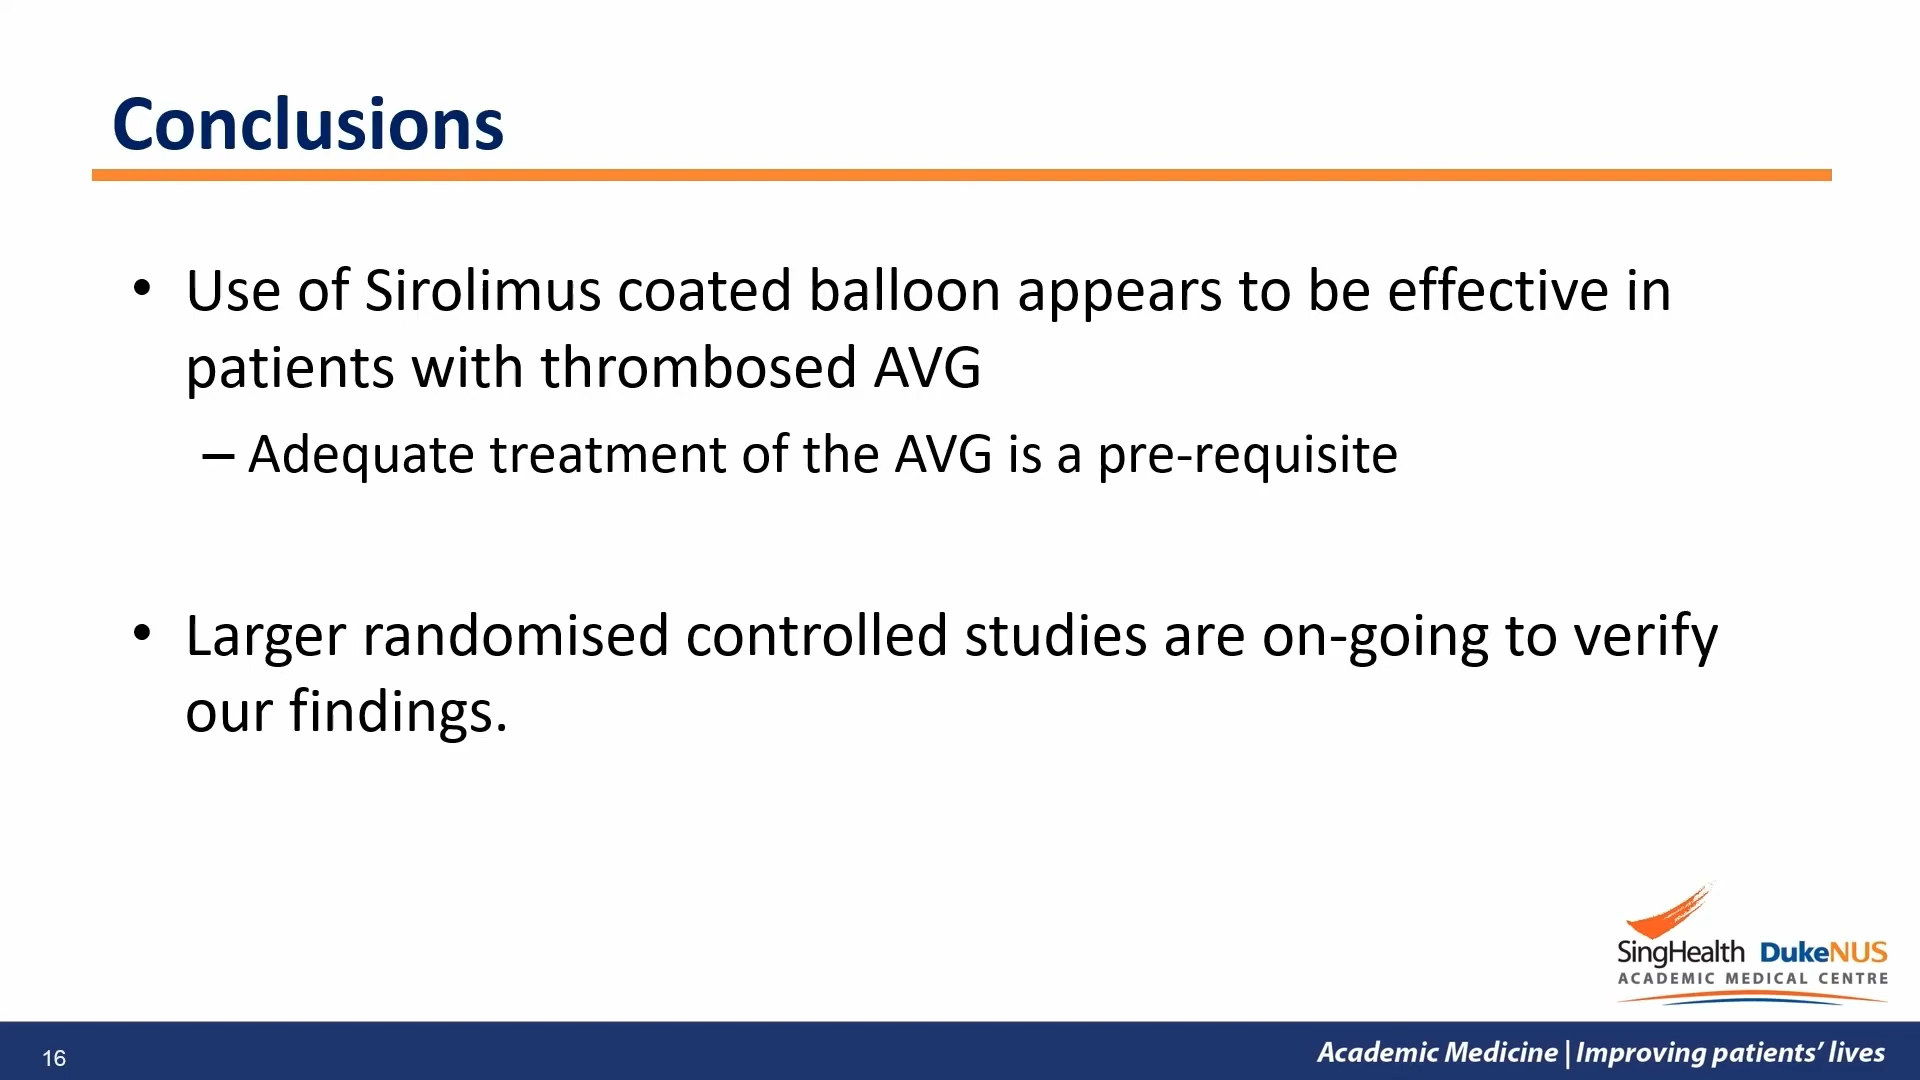 Conclusions
• Use of Sirolimus coated balloon appears to be effective in
patients with thrombosed AVG
– Adequate treatment of the AVG is a pre-requisite
• Larger randomised controlled studies are on-going to verify
our findings.
SingHealth DukeNUS
ACADEMIC MEDICAL CENTRE
16
Academic Medicine | Improving patients’ lives